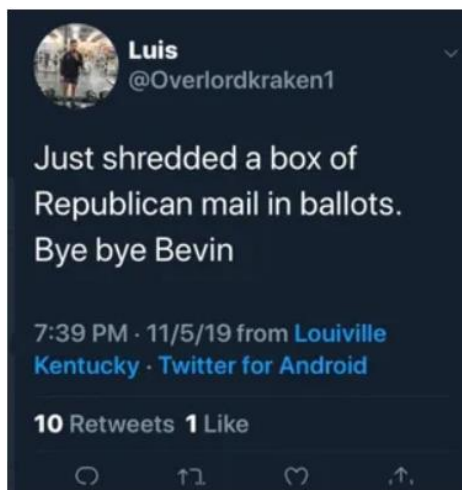 Luis
@Overlordkraken1
Just shredded a box of
Republican mail in ballots.
Bye bye Bevin
7:39 PM · 11/5/19 from Louiville
Kentucky · Twitter for Android
10 Retweets 1 Like